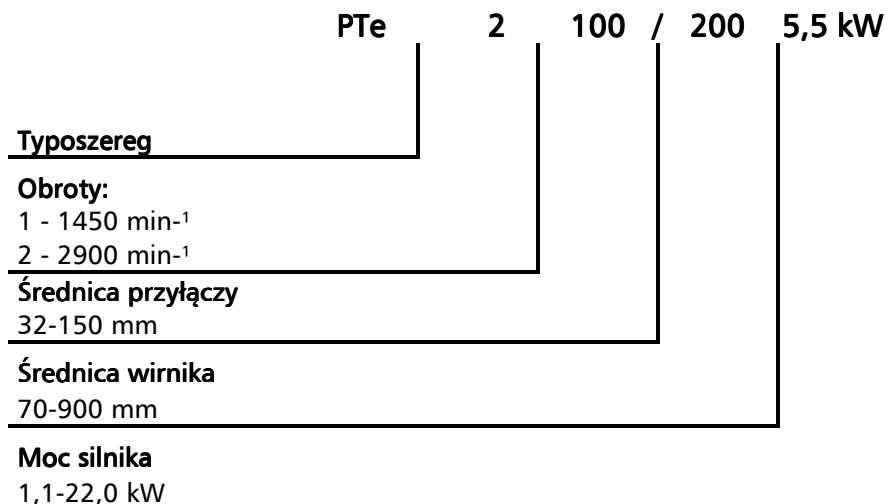 PTe 2 100 / 200 5,5 kW
Typoszereg
Obroty:
1 - 1450 min-¹
2 - 2900 min-¹
Średnica przyłączy
32-150 mm
Średnica wirnika
70-900 mm
Moc silnika
1,1-22,0 kW